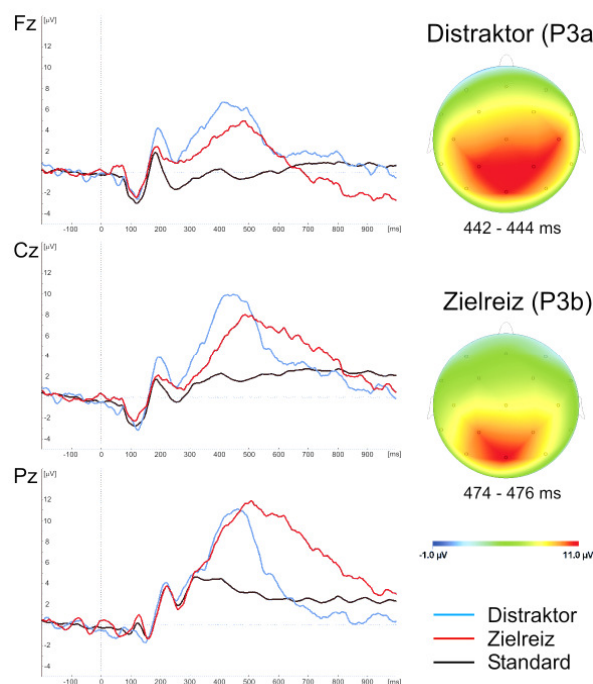 Fz
[µV]
12
10
8
6
4
2
-2
-4
-100 0 100 200 300 400 500 600 700 800 900 [ms]
Distraktor (P3a
442 - 444 ms
Cz
[µV]
12
10
8
6
4
2
-2
-4
-100 0 100 200 300 400 500 600 700 800 900 [ms]
Zielreiz (P3b)
474 - 476 ms
Pz
[µV]
12
10
8
6
4
2
-2
-4
-100 0 100 200 300 400 500 600 700 800 900 [ms]
-1.0 µV 11.0 µV
Distraktor
Zielreiz
Standard